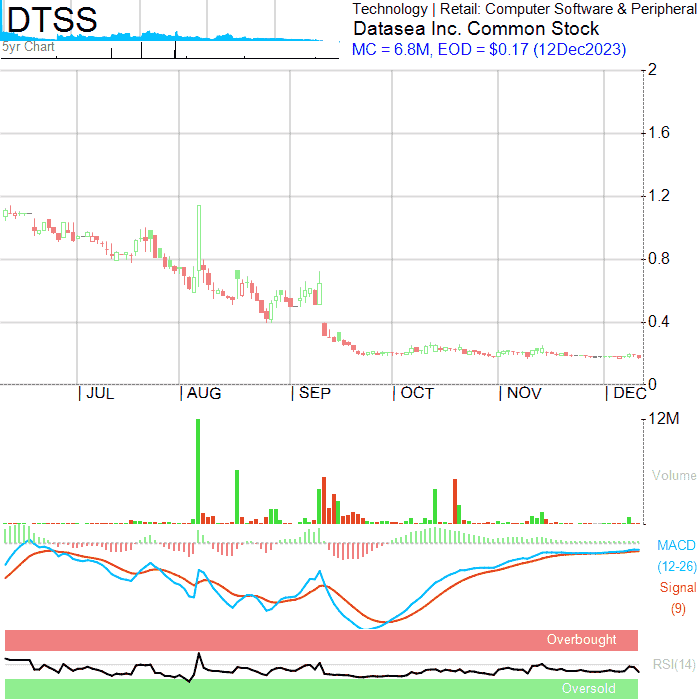 DTSS
5yr Chart
Technology | Retail: Computer Software & Peripheral
Datasea Inc. Common Stock
MC = 6.8M, EOD = $0.17 (12Dec2023)
2
1.6
1.2
0.8
0.4
0
JUL
AUG
SEP
OCT
NOV
DEC
12M
Volume
MACD
(12-26)
Signal
(9)
Overbought
RSI(14)
Oversold